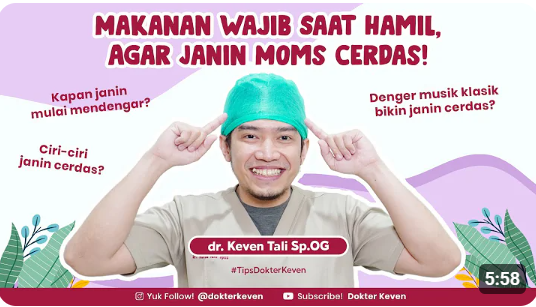 MAKANAN WAJIB SAAT HAMIL,
AGAR JANIN MOMS CERDAS!
Kapan janin
mulai mendengar?
Denger musik klasik
bikin janin cerdas?
Ciri-ciri
janin cerdas?
dr. Keven Tali Sp.OG
#TipsDokterKeven
Yuk Follow! @dokterkeven
Subscribe! Dokter Keven
5:58